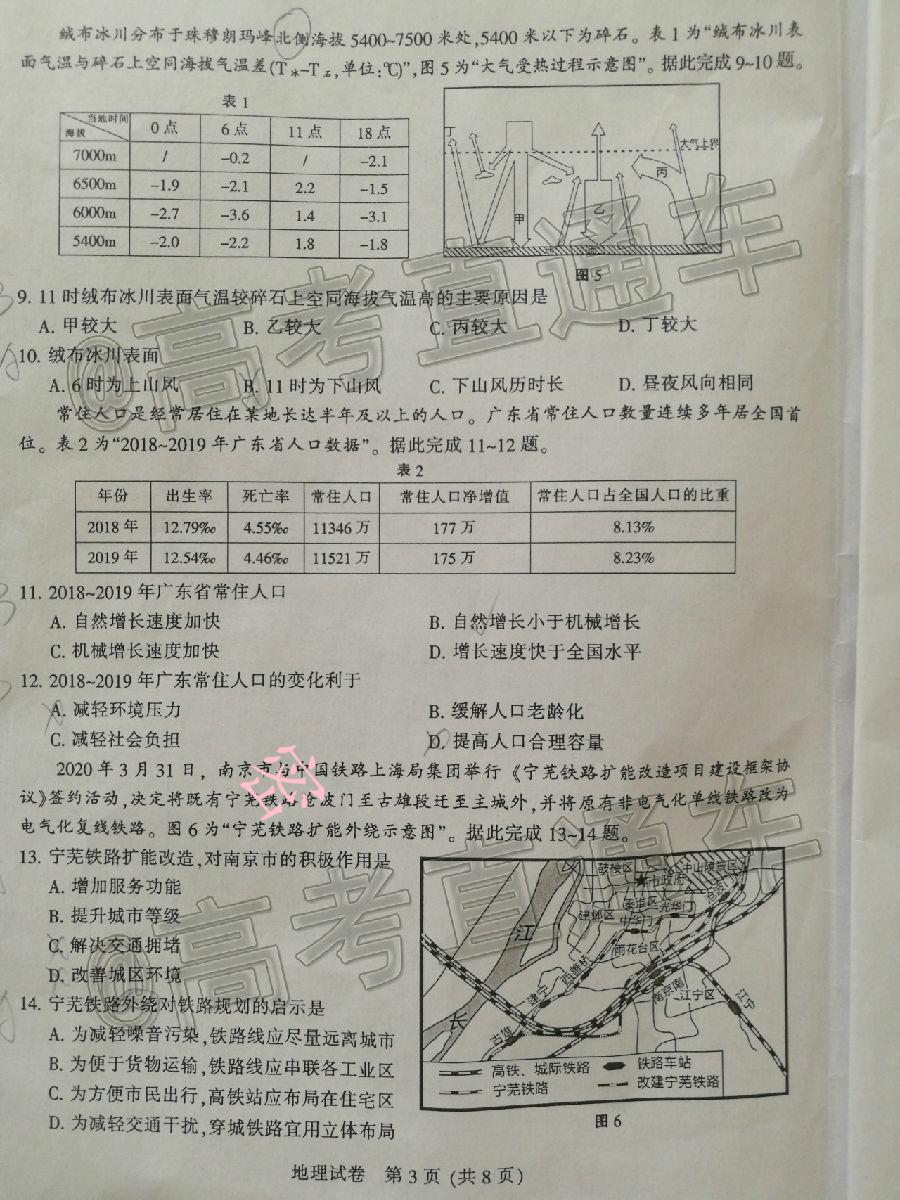 绒布冰川分布于珠穆朗玛峰北侧海拔5400~7500米处,5400米以下为碎石。表1为“绒布冰川表
面气温与碎石上空同海拔气温差(T冰-T石,单位:℃)”,图5为“大气受热过程示意图”。据此完成9~10题。
表1
当地时间 海拔 0点 6点 11点 18点
7000m / -0.2 / -2.1
6500m -1.9 -2.1 2.2 -1.5
6000m -2.7 -3.6 1.4 -3.1
5400m -2.0 -2.2 1.8 -1.8
丁
大气上界
丙
甲
乙
图5
9. 11时绒布冰川表面气温较碎石上空同海拔气温高的主要原因是
A. 甲较大 B. 乙较大 C. 丙较大 D. 丁较大
10. 绒布冰川表面
A. 6时为上山风 B. 11时为下山风 C. 下山风历时长 D. 昼夜风向相同
常住人口是经常居住在某地长达半年及以上的人口。广东省常住人口数量连续多年居全国首
位。表2为“2018~2019年广东省人口数据”。据此完成11~12题。
表2
年份 出生率 死亡率 常住人口 常住人口净增值 常住人口占全国人口的比重
2018年 12.79‰ 4.55‰ 11346万 177万 8.13%
2019年 12.54‰ 4.46‰ 11521万 175万 8.23%
11. 2018~2019年广东省常住人口
A. 自然增长速度加快 B. 自然增长小于机械增长
C. 机械增长速度加快 D. 增长速度快于全国水平
12. 2018~2019年广东常住人口的变化利于
A. 减轻环境压力 B. 缓解人口老龄化
C. 减轻社会负担 D. 提高人口合理容量
2020年3月31日，南京市与中国铁路上海局集团举行《宁芜铁路扩能改造项目建设框架协
议》签约活动,决定将既有宁芜铁路沧波门至古雄段迁至主城外,并将原有非电气化单线铁路改为
电气化复线铁路。图6为“宁芜铁路扩能外绕示意图”。据此完成13~14题。
13. 宁芜铁路扩能改造,对南京市的积极作用是
A. 增加服务功能
B. 提升城市等级
C. 解决交通拥堵
D. 改善城区环境
14. 宁芜铁路外绕对铁路规划的启示是
A. 为减轻噪音污染,铁路线应尽量远离城市
B. 为便于货物运输,铁路线应串联各工业区
C. 为方便市民出行,高铁站应布局在住宅区
D. 为减轻交通干扰,穿城铁路宜用立体布局
鼓楼区
市政府
秦淮区
光华门
建邺区
中华门
雨花台区
江
西善桥
建宁
南京南
江宁区
江宁
古雄
长
高铁、城际铁路 铁路车站
宁芜铁路 改建宁芜铁路
图6
地理试卷 第3页（共8页）
@高考直通车
@高考直通车
密